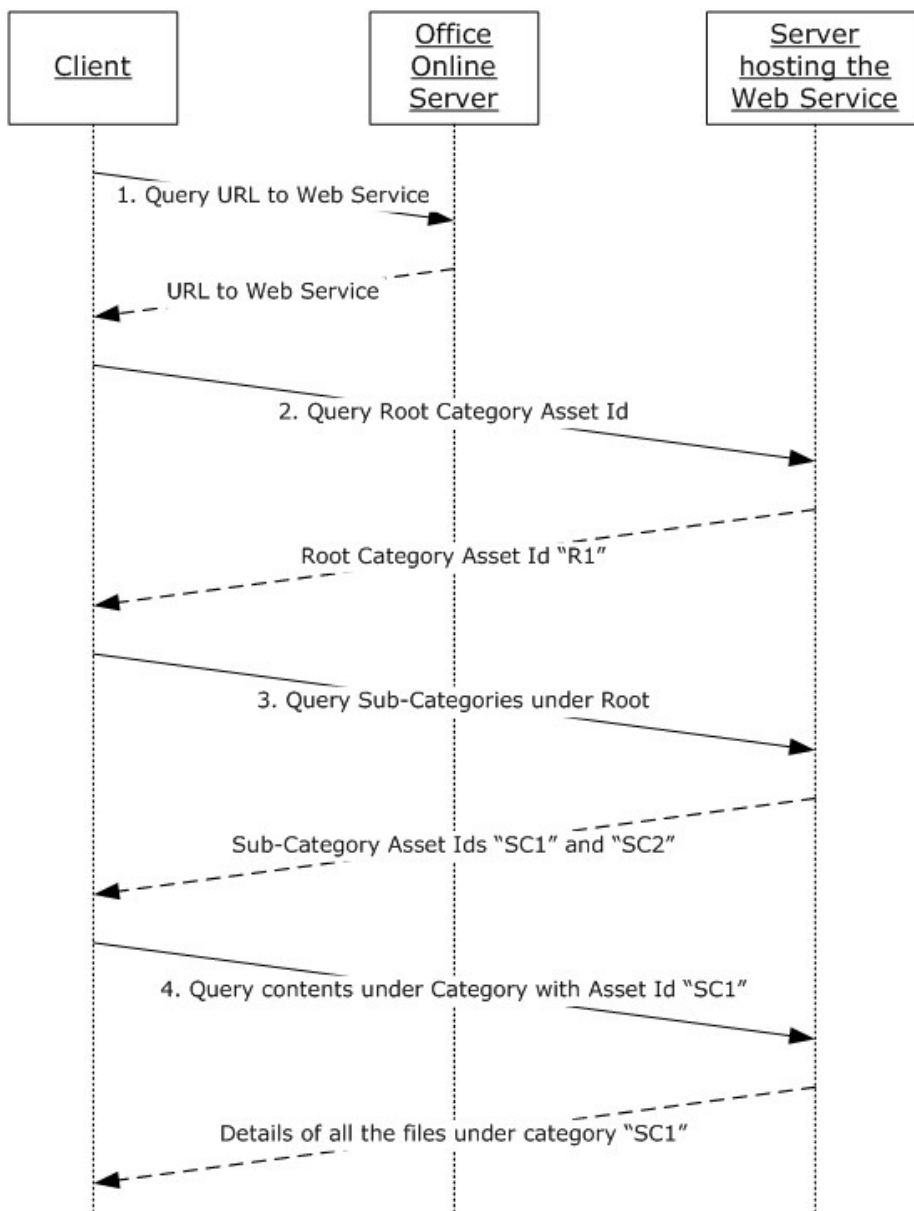 Client
Office
Online
Server
Server
hosting the
Web Service
1. Query URL to Web Service
URL to Web Service
2. Query Root Category Asset Id
Root Category Asset Id “R1”
3. Query Sub-Categories under Root
Sub-Category Asset Ids “SC1” and “SC2”
4. Query contents under Category with Asset Id “SC1”
Details of all the files under category “SC1”